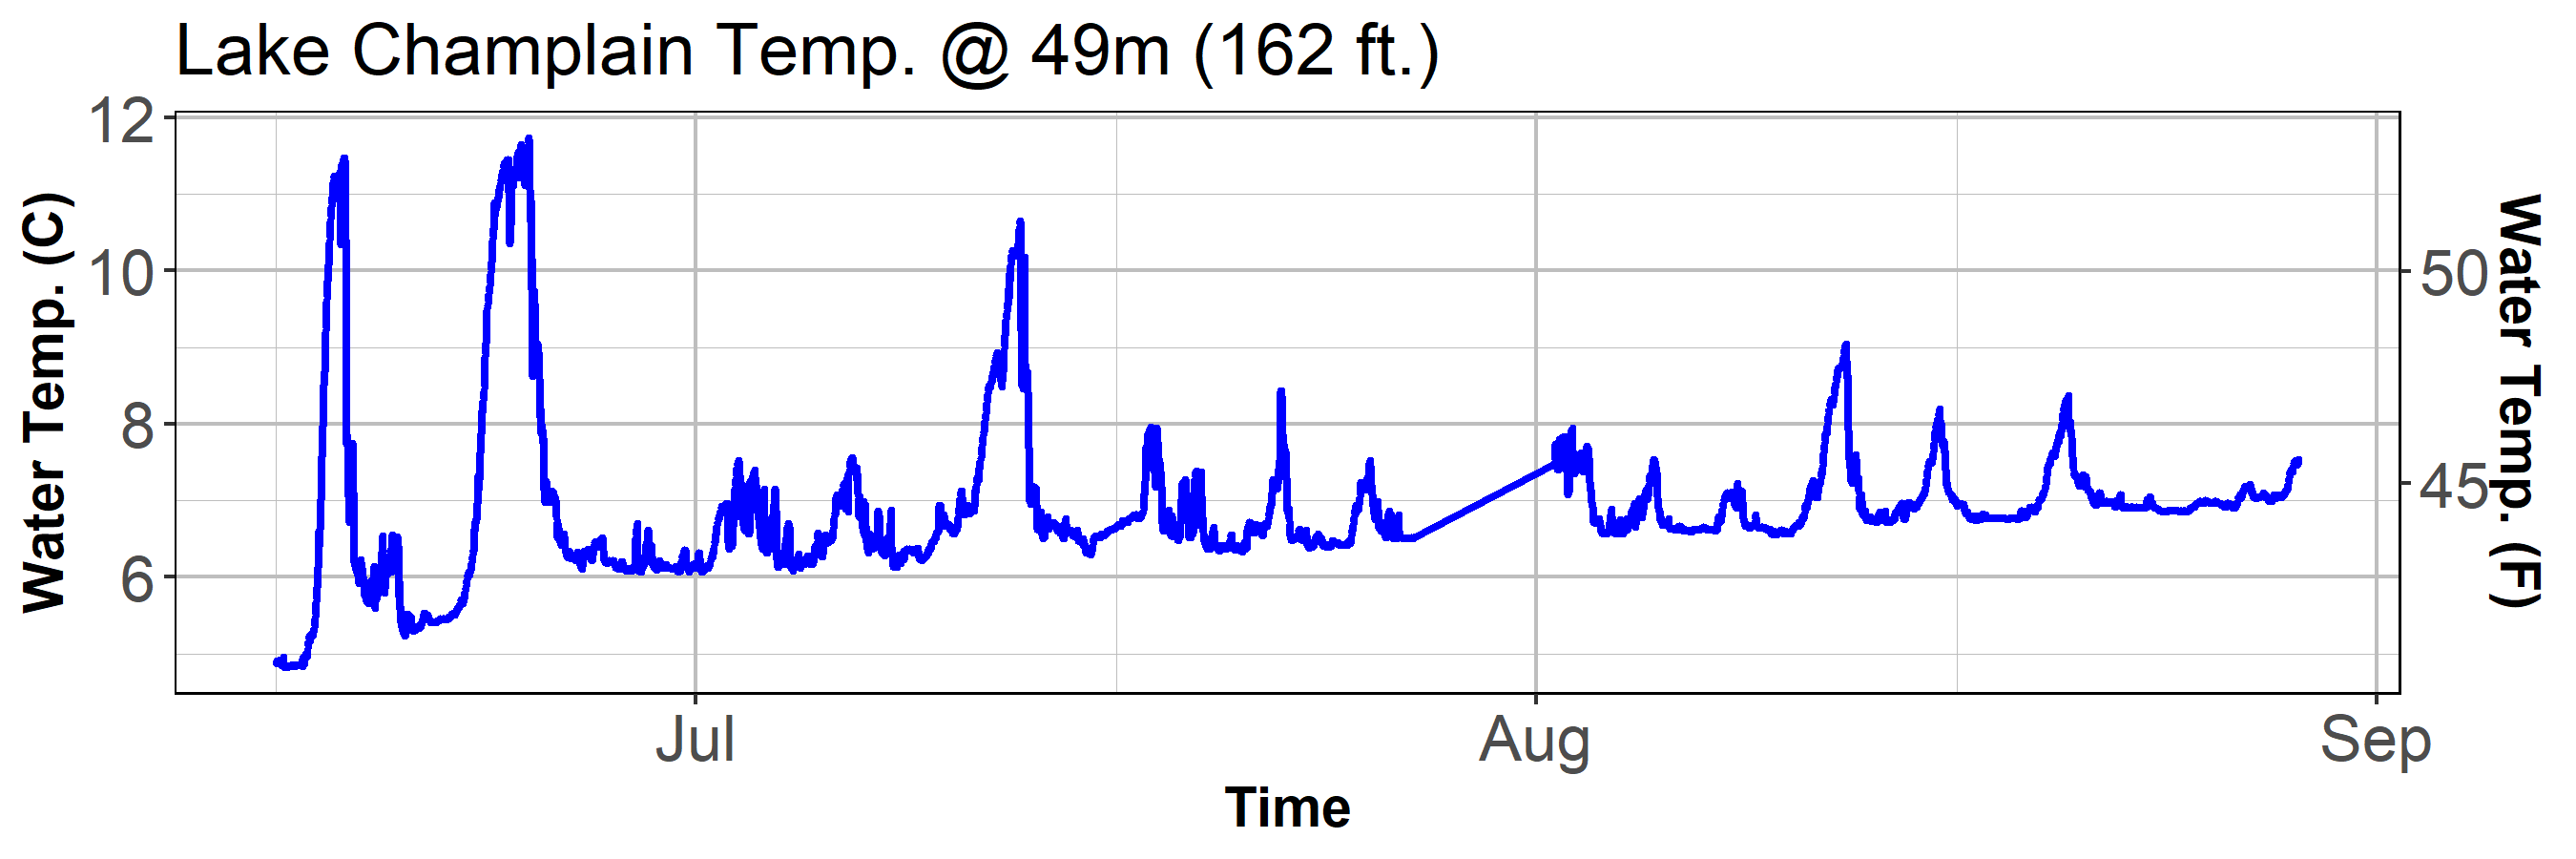 Lake Champlain Temp. @ 49m (162 ft.)
Water Temp. (C)
12
10
8
6
50
45
Water Temp. (F)
Jul
Aug
Sep
Time